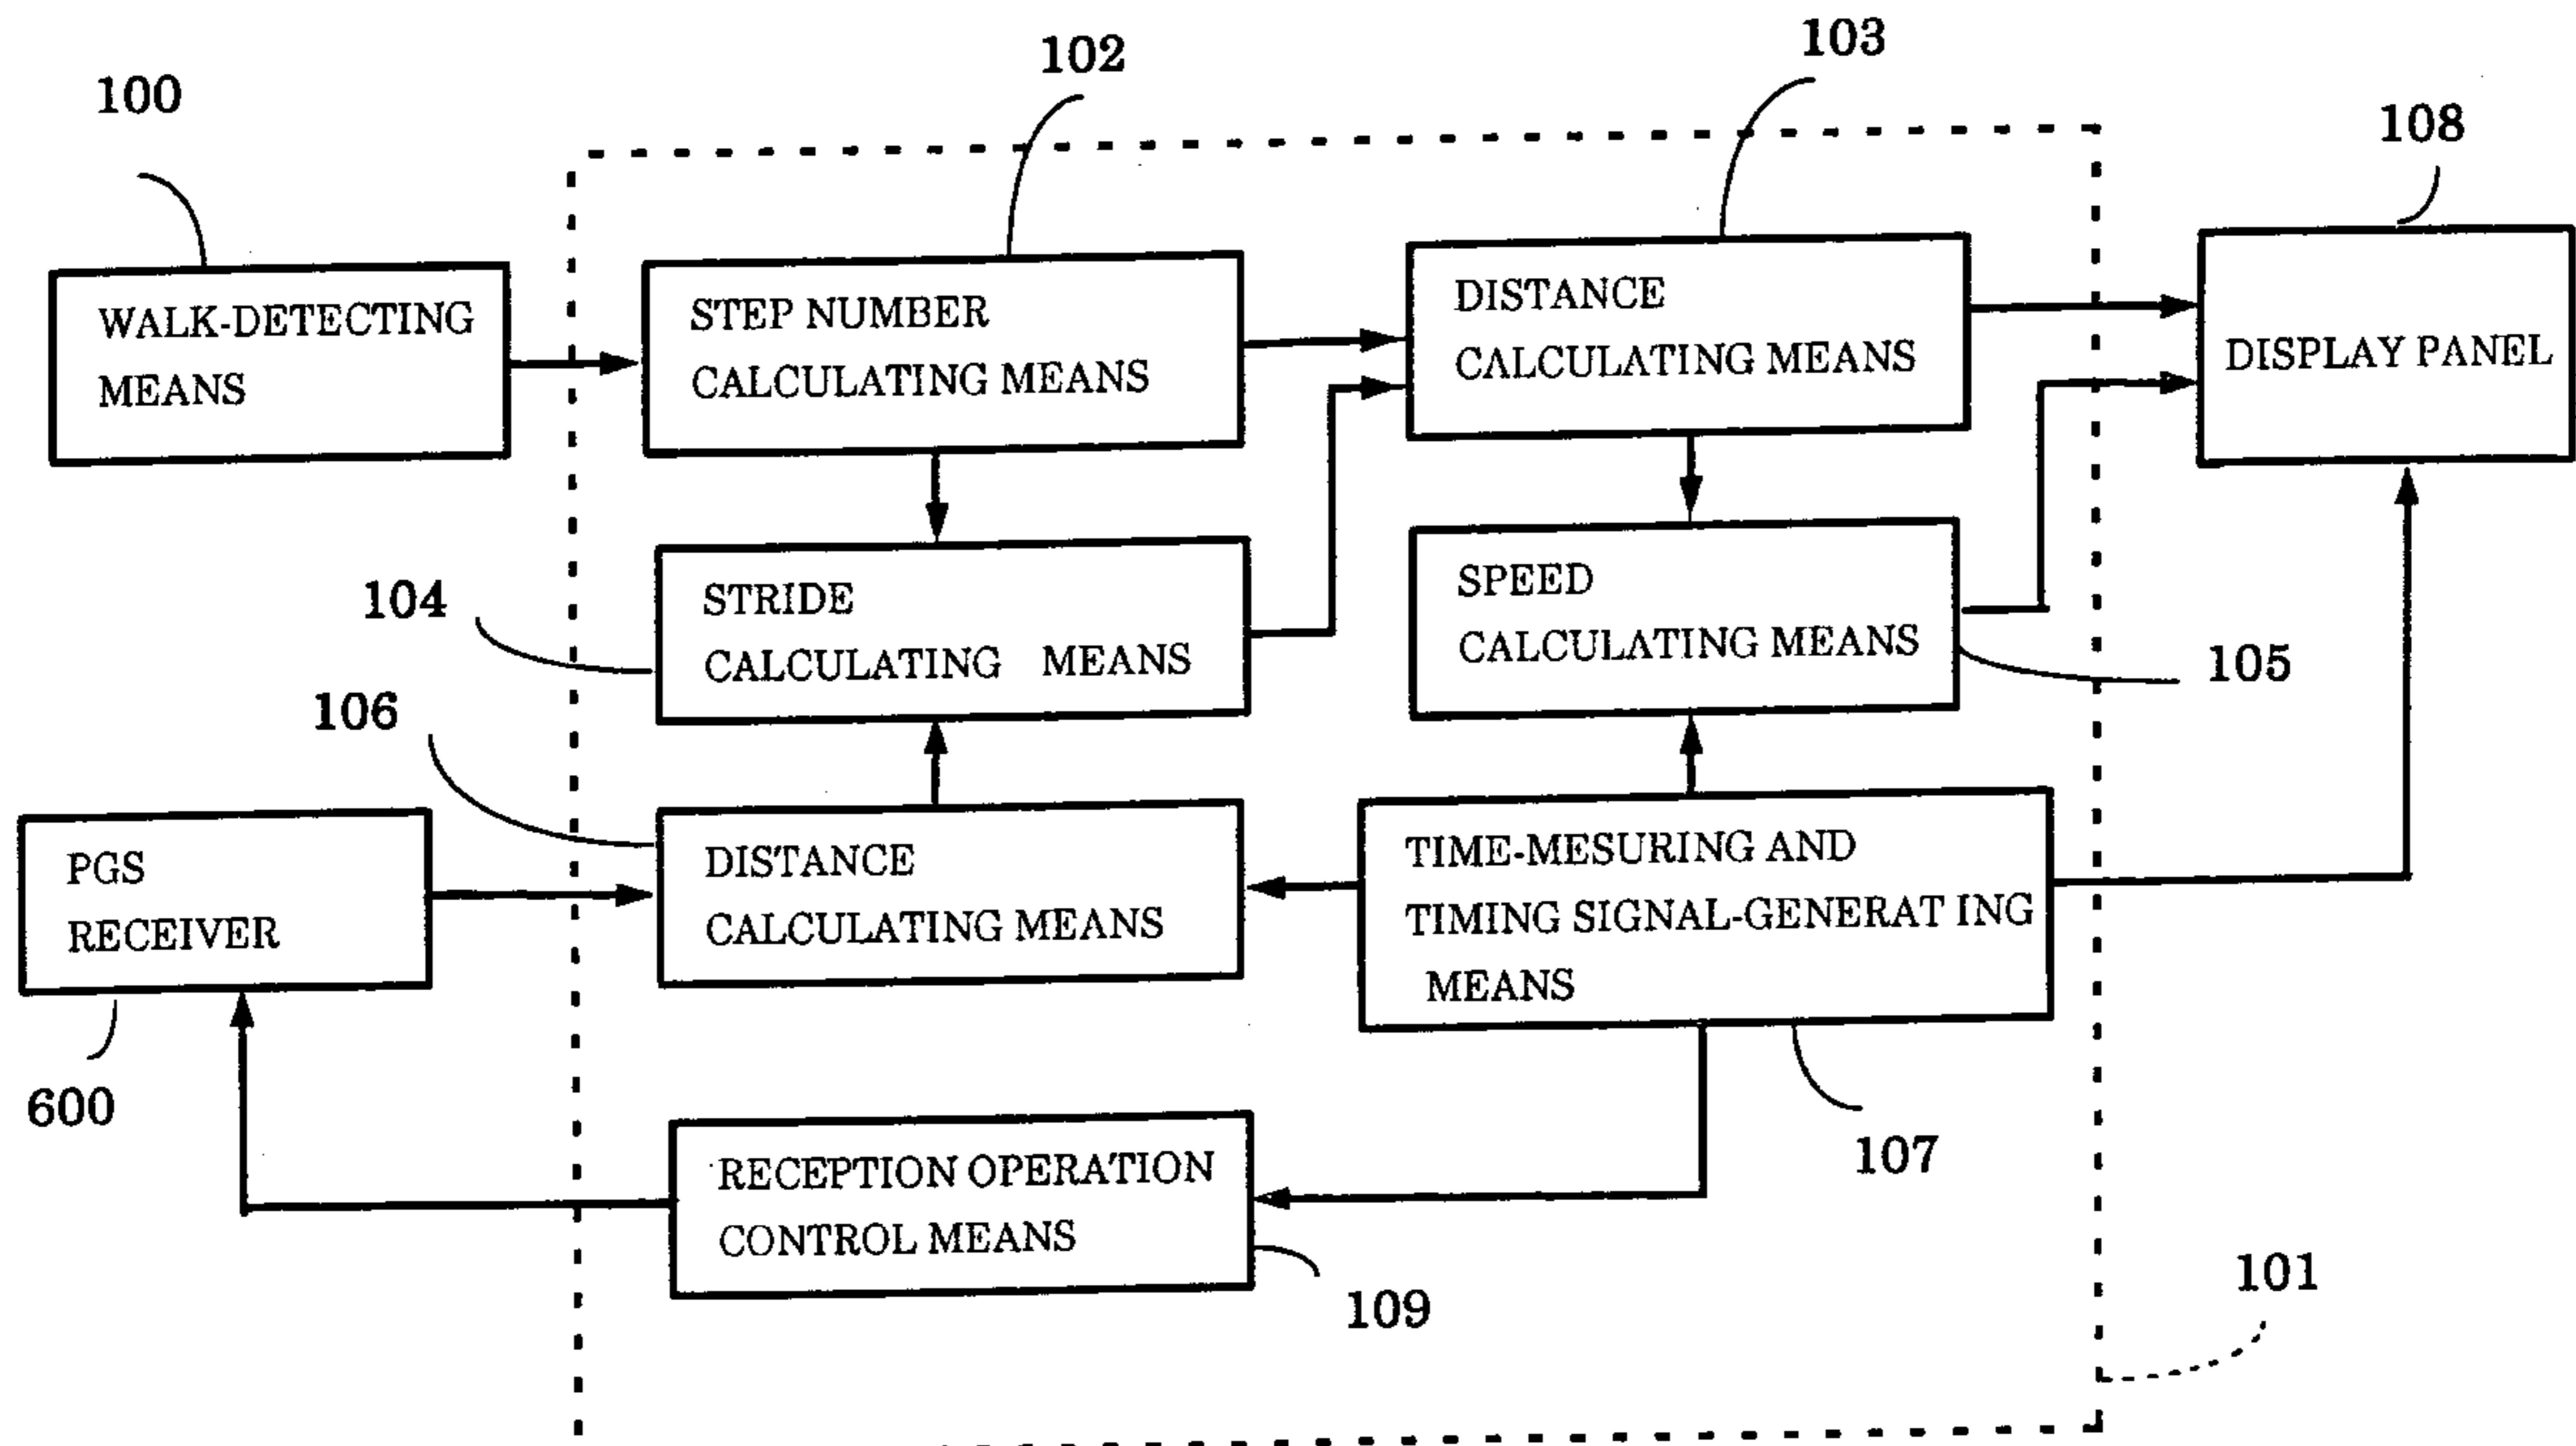 100
102
103
108
WALK-DETECTING
MEANS
STEP NUMBER
CALCULATING MEANS
DISTANCE
CALCULATING MEANS
DISPLAY PANEL
104
STRIDE
CALCULATING MEANS
SPEED
CALCULATING MEANS
105
106
PGS
RECEIVER
DISTANCE
CALCULATING MEANS
TIME-MESURING AND
TIMING SIGNAL-GENERAT ING
MEANS
600
107
RECEPTION OPERATION
CONTROL MEANS
109
101